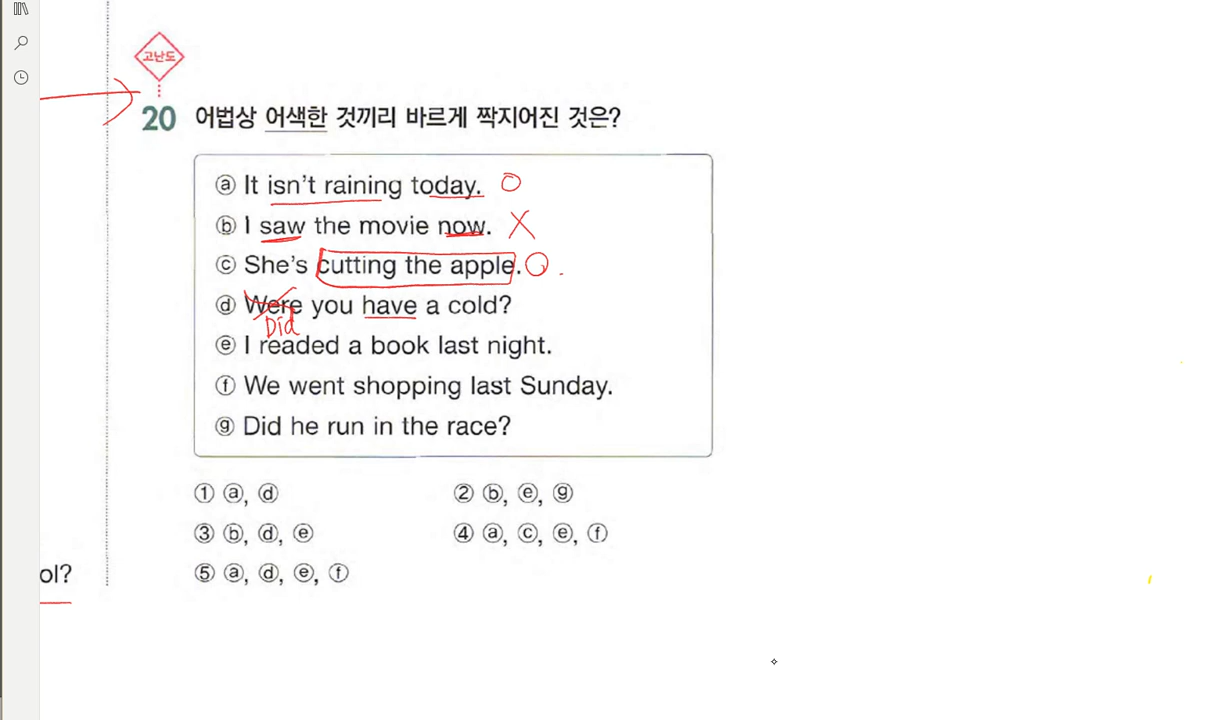 고난도
20 어법상 어색한 것끼리 바르게 짝지어진 것은?
ⓐ It isn't raining today. O
ⓑ I saw the movie now. X
ⓒ She's cutting the apple. O.
ⓓ Were you have a cold?
Did
ⓔ I readed a book last night.
ⓕ We went shopping last Sunday.
ⓖ Did he run in the race?
① ⓐ, ⓓ ② ⓑ, ⓔ, ⓖ
③ ⓑ, ⓓ, ⓔ ④ ⓐ, ⓒ, ⓔ, ⓕ
ol?
⑤ ⓐ, ⓓ, ⓔ, ⓕ